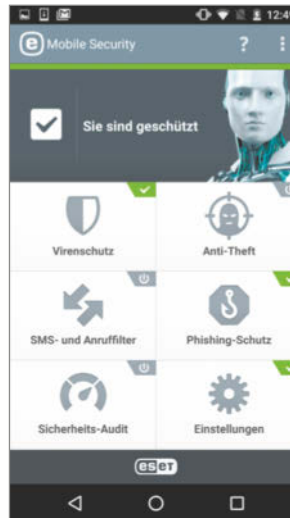 12:4
e Mobile Security ?
Sie sind geschützt
Virenschutz Anti-Theft
SMS- und Anruffilter Phishing-Schutz
Sicherheits-Audit Einstellungen
eseT